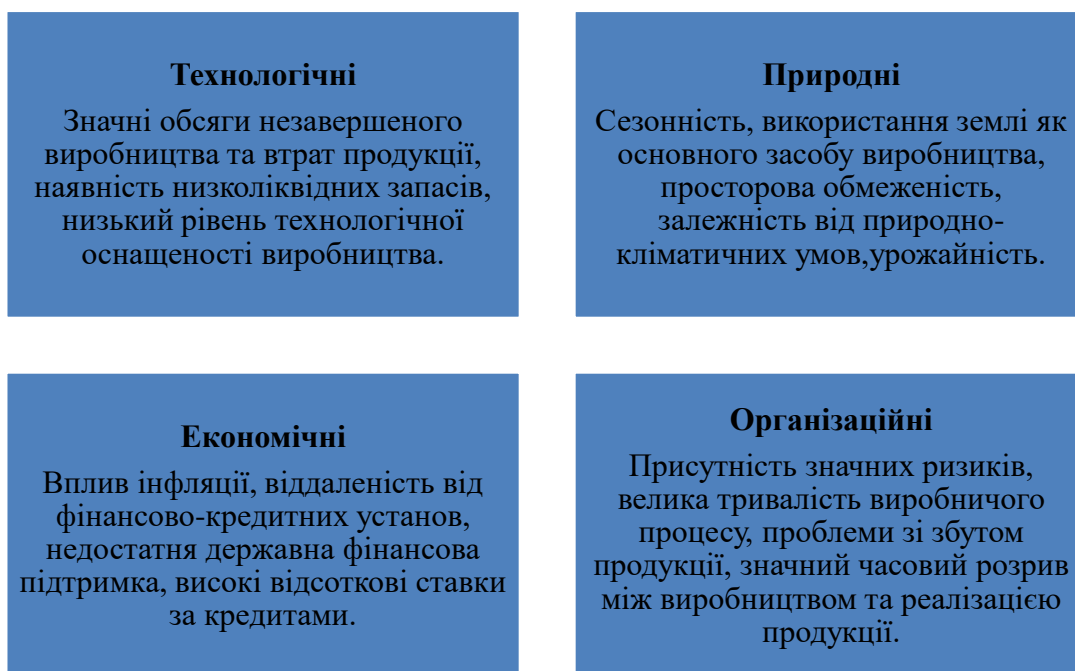 Технологічні
Значні обсяги незавершеного
виробництва та втрат продукції,
наявність низколіквідних запасів,
низький рівень технологічної
оснащеності виробництва.
Природні
Сезонність, використання землі як
основного засобу виробництва,
просторова обмеженість,
залежність від природно-
кліматичних умов,урожайність.
Економічні
Вплив інфляції, віддаленість від
фінансово-кредитних установ,
недостатня державна фінансова
підтримка, високі відсоткові ставки
за кредитами.
Організаційні
Присутність значних ризиків,
велика тривалість виробничого
процесу, проблеми зі збутом
продукції, значний часовий розрив
між виробництвом та реалізацією
продукції.